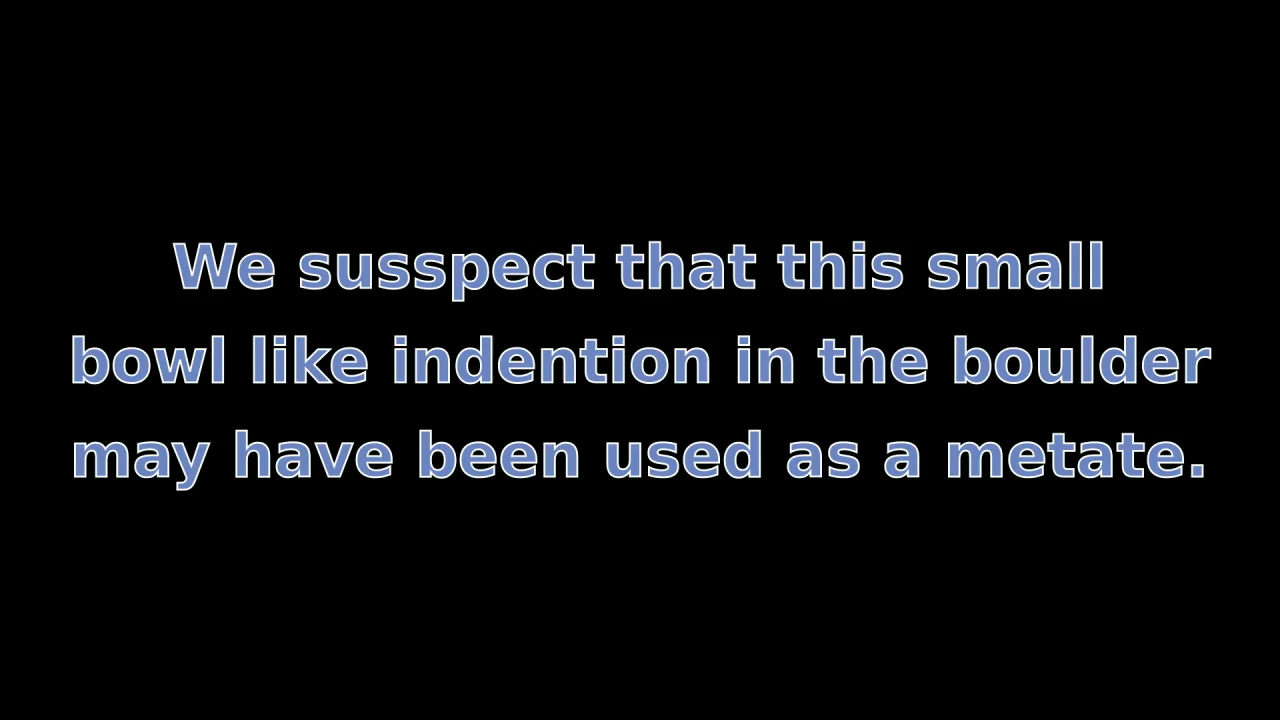 We susspect that this small
bowl like indention in the boulder
may have been used as a metate.